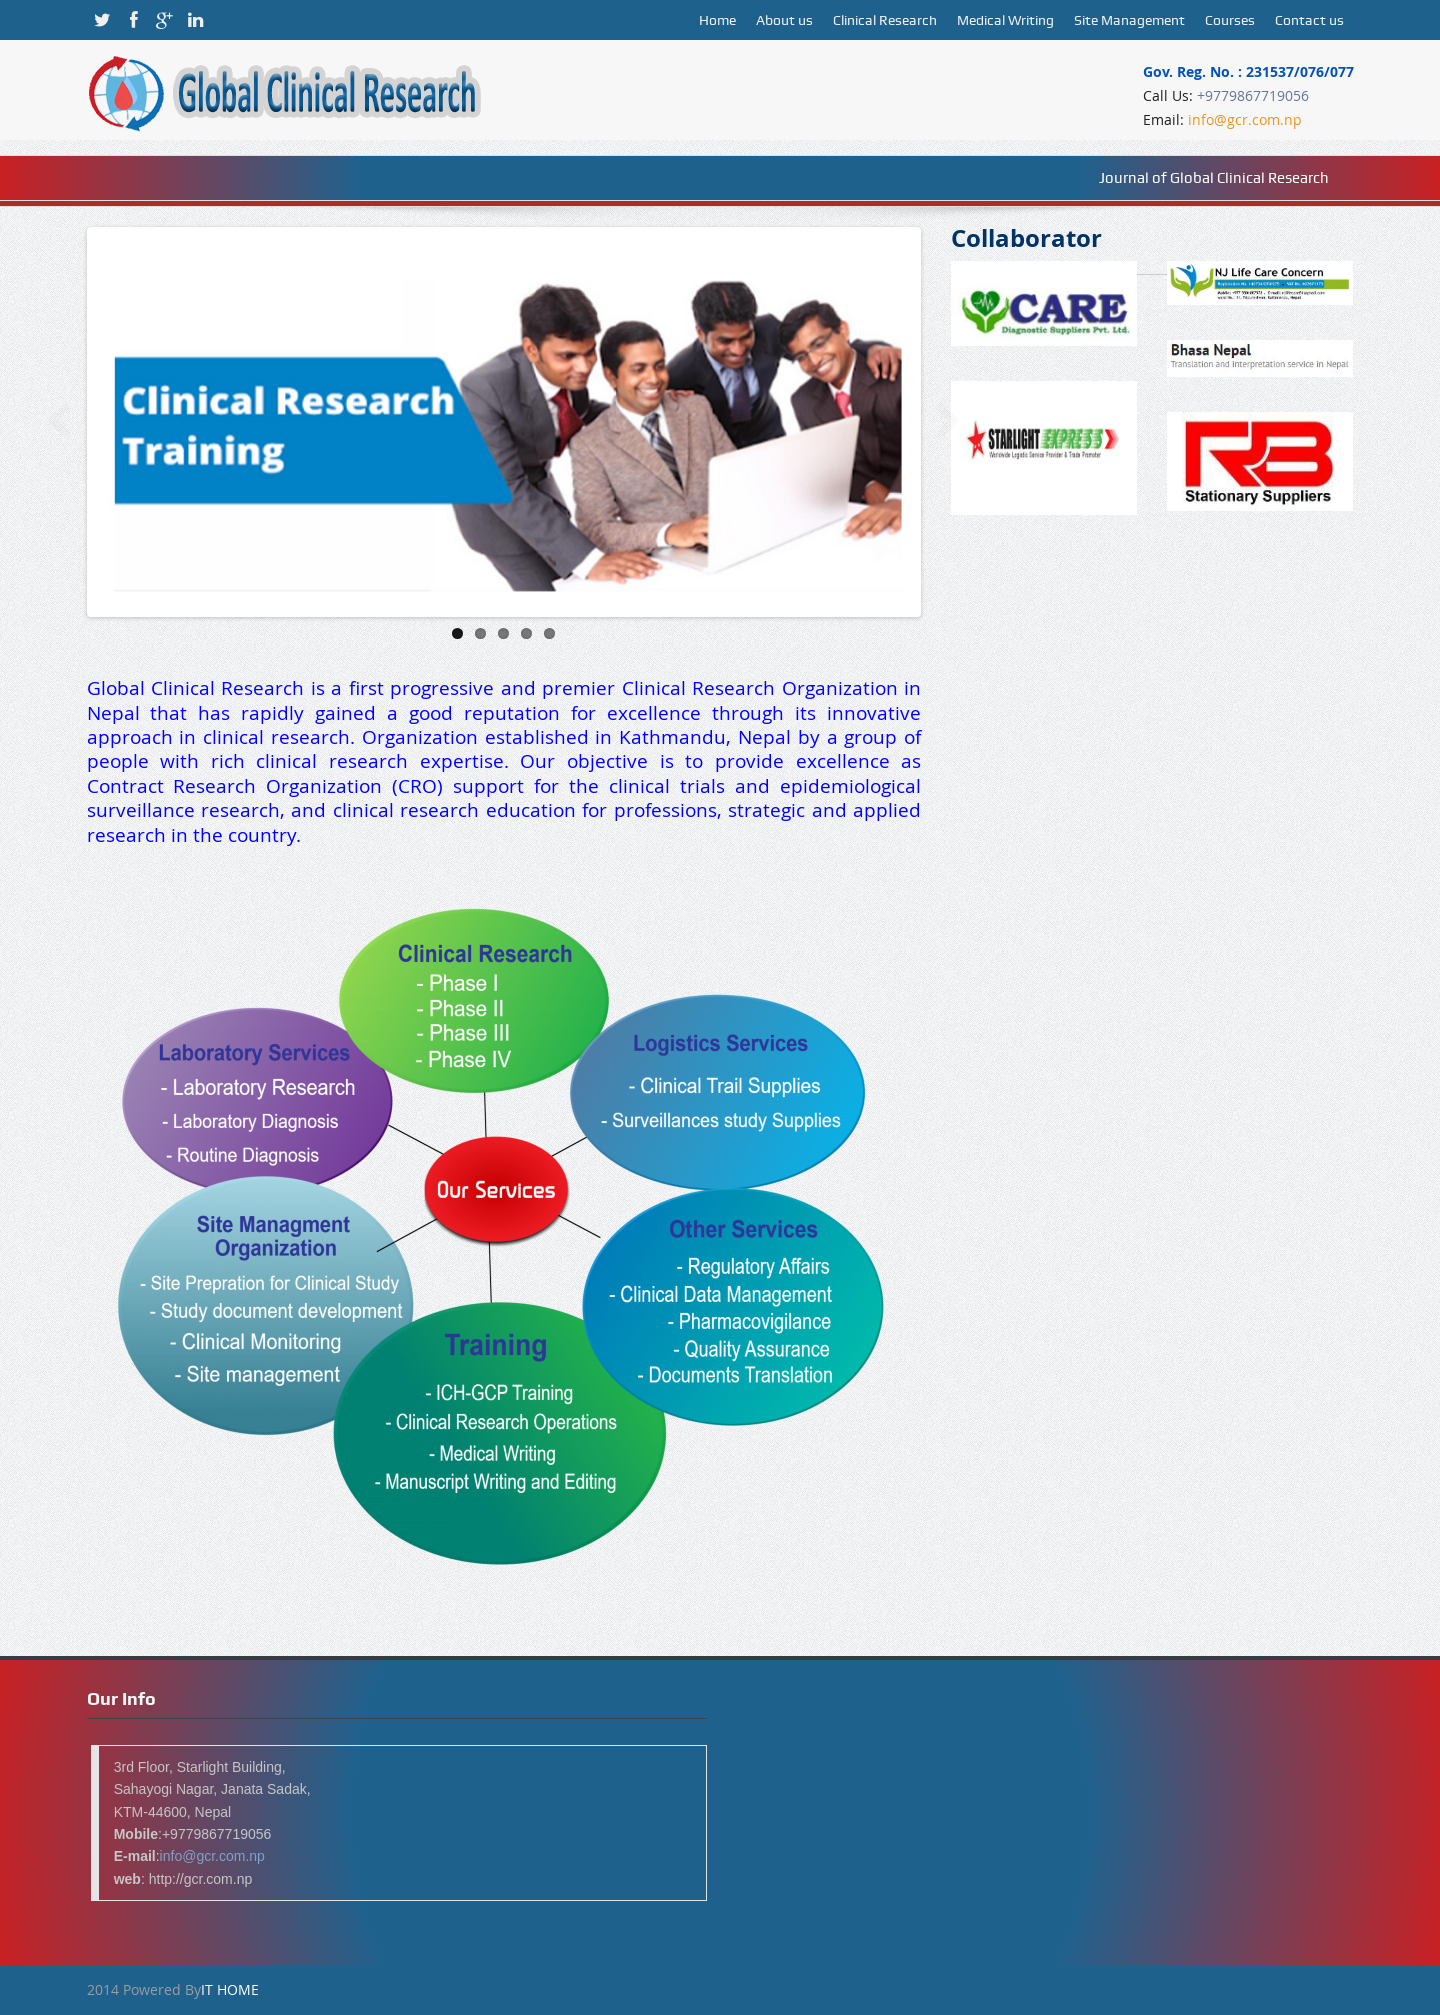 Home About us Clinical Research Medical Writing Site Management Courses Contact us
Global Clinical Research
Gov. Reg. No. : 231537/076/077
Call Us: +9779867719056
Email: info@gcr.com.np
Journal of Global Clinical Research
Clinical Research
Training
Collaborator
CARE
Diagnostic Suppliers Pvt. Ltd.
NJ Life Care Concern
Bhasa Nepal
Translation and interpretation service in Nepal
STARLIGHT EXPRESS
Worldwide Logistic Service Provider & Trade Promoter
RB
Stationary Suppliers
Global Clinical Research is a first progressive and premier Clinical Research Organization in
Nepal that has rapidly gained a good reputation for excellence through its innovative
approach in clinical research. Organization established in Kathmandu, Nepal by a group of
people with rich clinical research expertise. Our objective is to provide excellence as
Contract Research Organization (CRO) support for the clinical trials and epidemiological
surveillance research, and clinical research education for professions, strategic and applied
research in the country.
Clinical Research
- Phase I
- Phase II
- Phase III
- Phase IV
Laboratory Services
- Laboratory Research
- Laboratory Diagnosis
- Routine Diagnosis
Logistics Services
- Clinical Trail Supplies
- Surveillances study Supplies
Our Services
Site Managment
Organization
- Site Prepration for Clinical Study
- Study document development
- Clinical Monitoring
- Site management
Other Services
- Regulatory Affairs
- Clinical Data Management
- Pharmacovigilance
- Quality Assurance
- Documents Translation
Training
- ICH-GCP Training
- Clinical Research Operations
- Medical Writing
- Manuscript Writing and Editing
Our Info
3rd Floor, Starlight Building,
Sahayogi Nagar, Janata Sadak,
KTM-44600, Nepal
Mobile:+9779867719056
E-mail:info@gcr.com.np
web: http://gcr.com.np
2014 Powered ByIT HOME